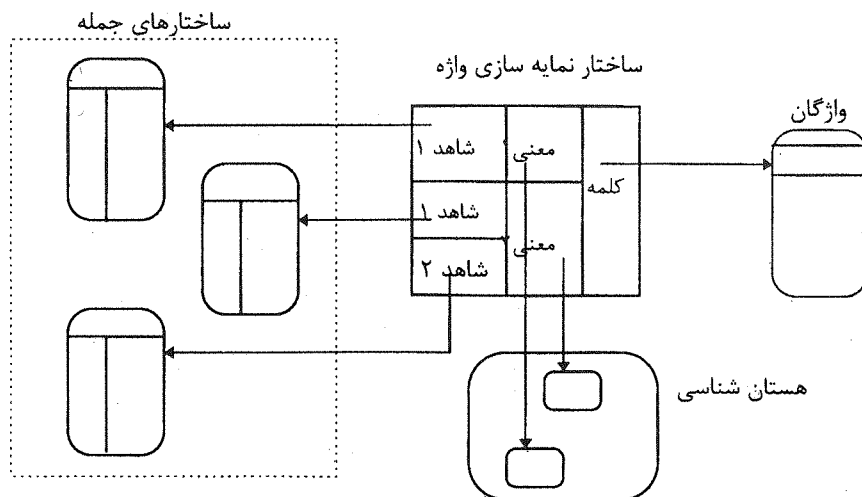 ساختارهای جمله
ساختار نمایه سازی واژه
واژگان
کلمه
معنی ۱
شاهد ۱
معنی ۲
شاهد ۱
شاهد ۲
هستان شناسی